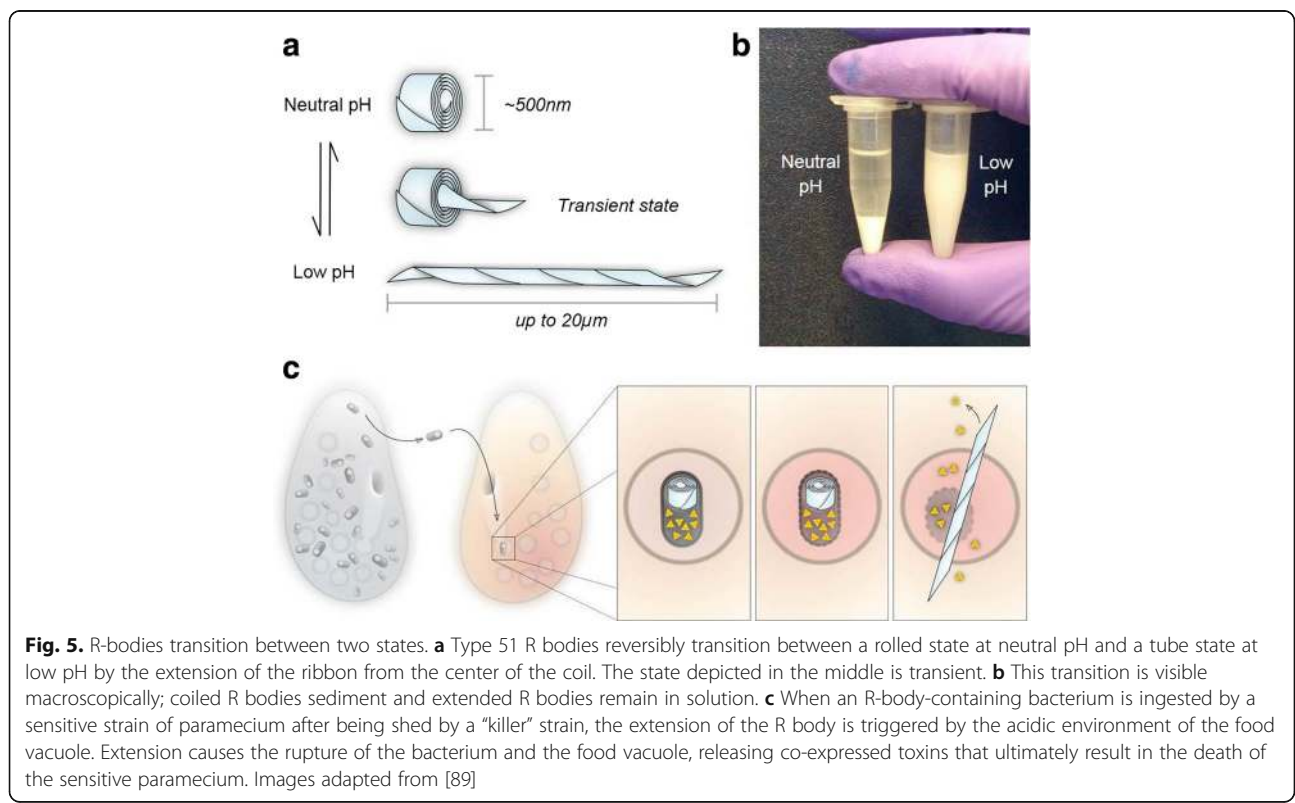 a
Neutral pH
~500nm
Transient state
Low pH
up to 20µm
b
Neutral
pH
Low
pH
c
Fig. 5. R-bodies transition between two states. a Type 51 R bodies reversibly transition between a rolled state at neutral pH and a tube state at
low pH by the extension of the ribbon from the center of the coil. The state depicted in the middle is transient. b This transition is visible
macroscopically; coiled R bodies sediment and extended R bodies remain in solution. c When an R-body-containing bacterium is ingested by a
sensitive strain of paramecium after being shed by a “killer” strain, the extension of the R body is triggered by the acidic environment of the food
vacuole. Extension causes the rupture of the bacterium and the food vacuole, releasing co-expressed toxins that ultimately result in the death of
the sensitive paramecium. Images adapted from [89]